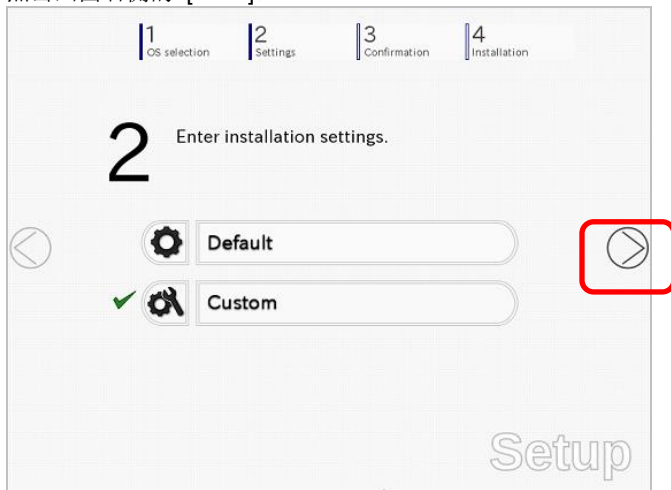 1
OS selection
2
Settings
3
Confirmation
4
Installation
2
Enter installation settings.
Default
Custom
Setup